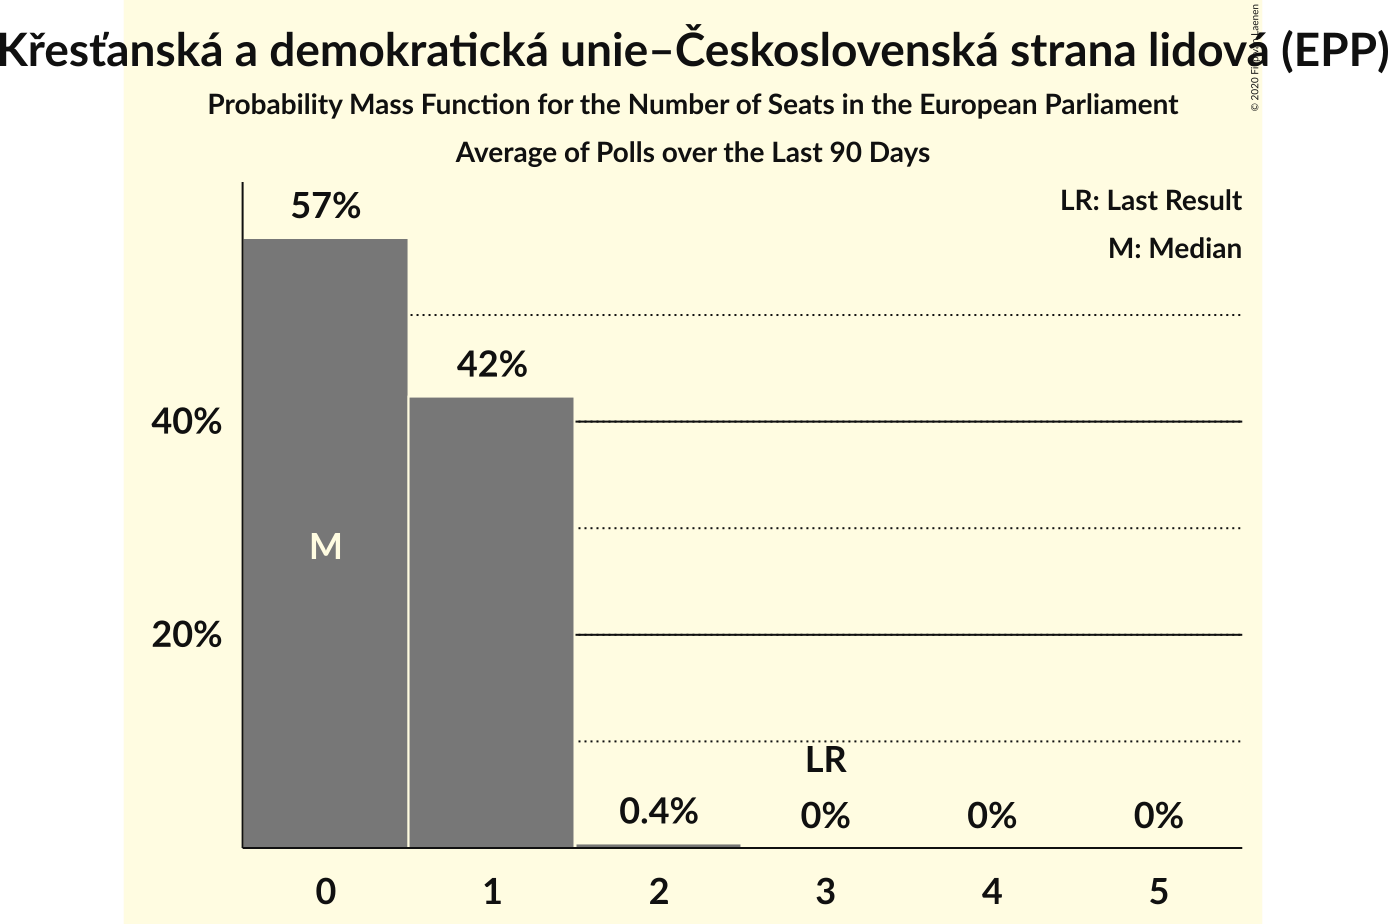 Křesťanská a demokratická unie–Československá strana lidová (EPP)
Probability Mass Function for the Number of Seats in the European Parliament
Average of Polls over the Last 90 Days
© 2020 Laenen
LR: Last Result
M: Median
57%
42%
40%
M
20%
LR
0.4%
0%
0%
0%
0
1
2
3
4
5